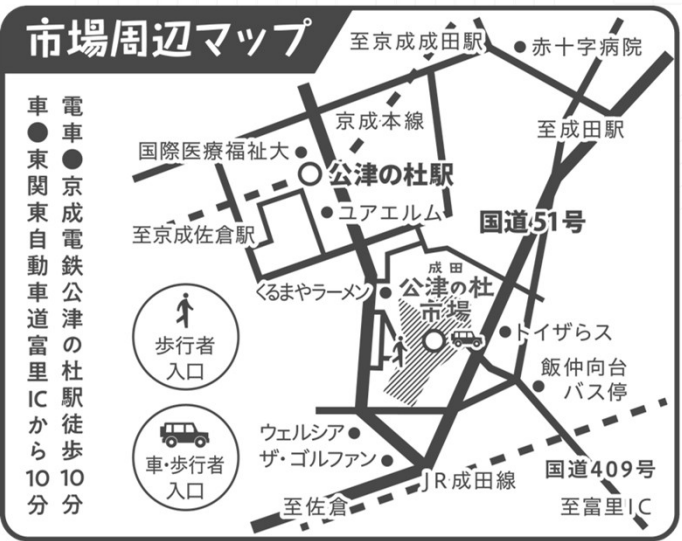 市場周辺マップ
電車●京成電鉄公津の杜駅徒歩10分
車●東関東自動車道富里ICから10分
至京成成田駅
赤十字病院
京成本線
至成田駅
国際医療福祉大
公津の杜駅
ユアエルム
国道51号
至京成佐倉駅
成田
公津の杜
市場
くるまやラーメン
トイザらス
歩行者
入口
飯仲向台
バス停
車・歩行者
入口
ウェルシア
ザ・ゴルファン
JR成田線
国道409号
至佐倉
至富里IC